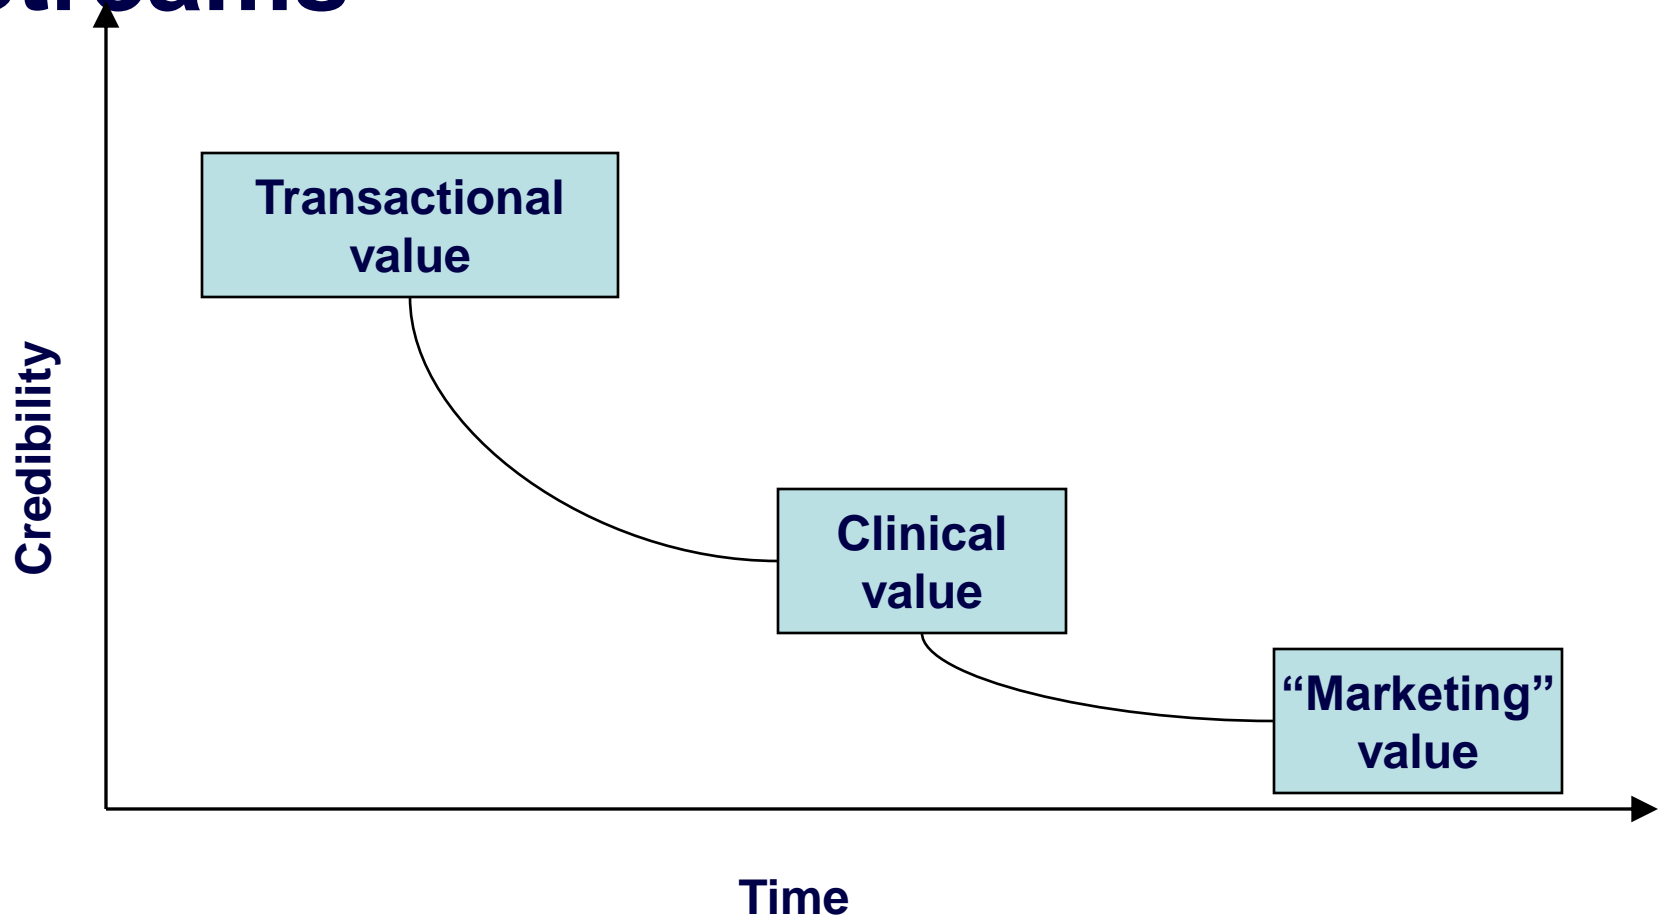 Transactional
value
Credibility
Clinical
value
“Marketing”
value
Time